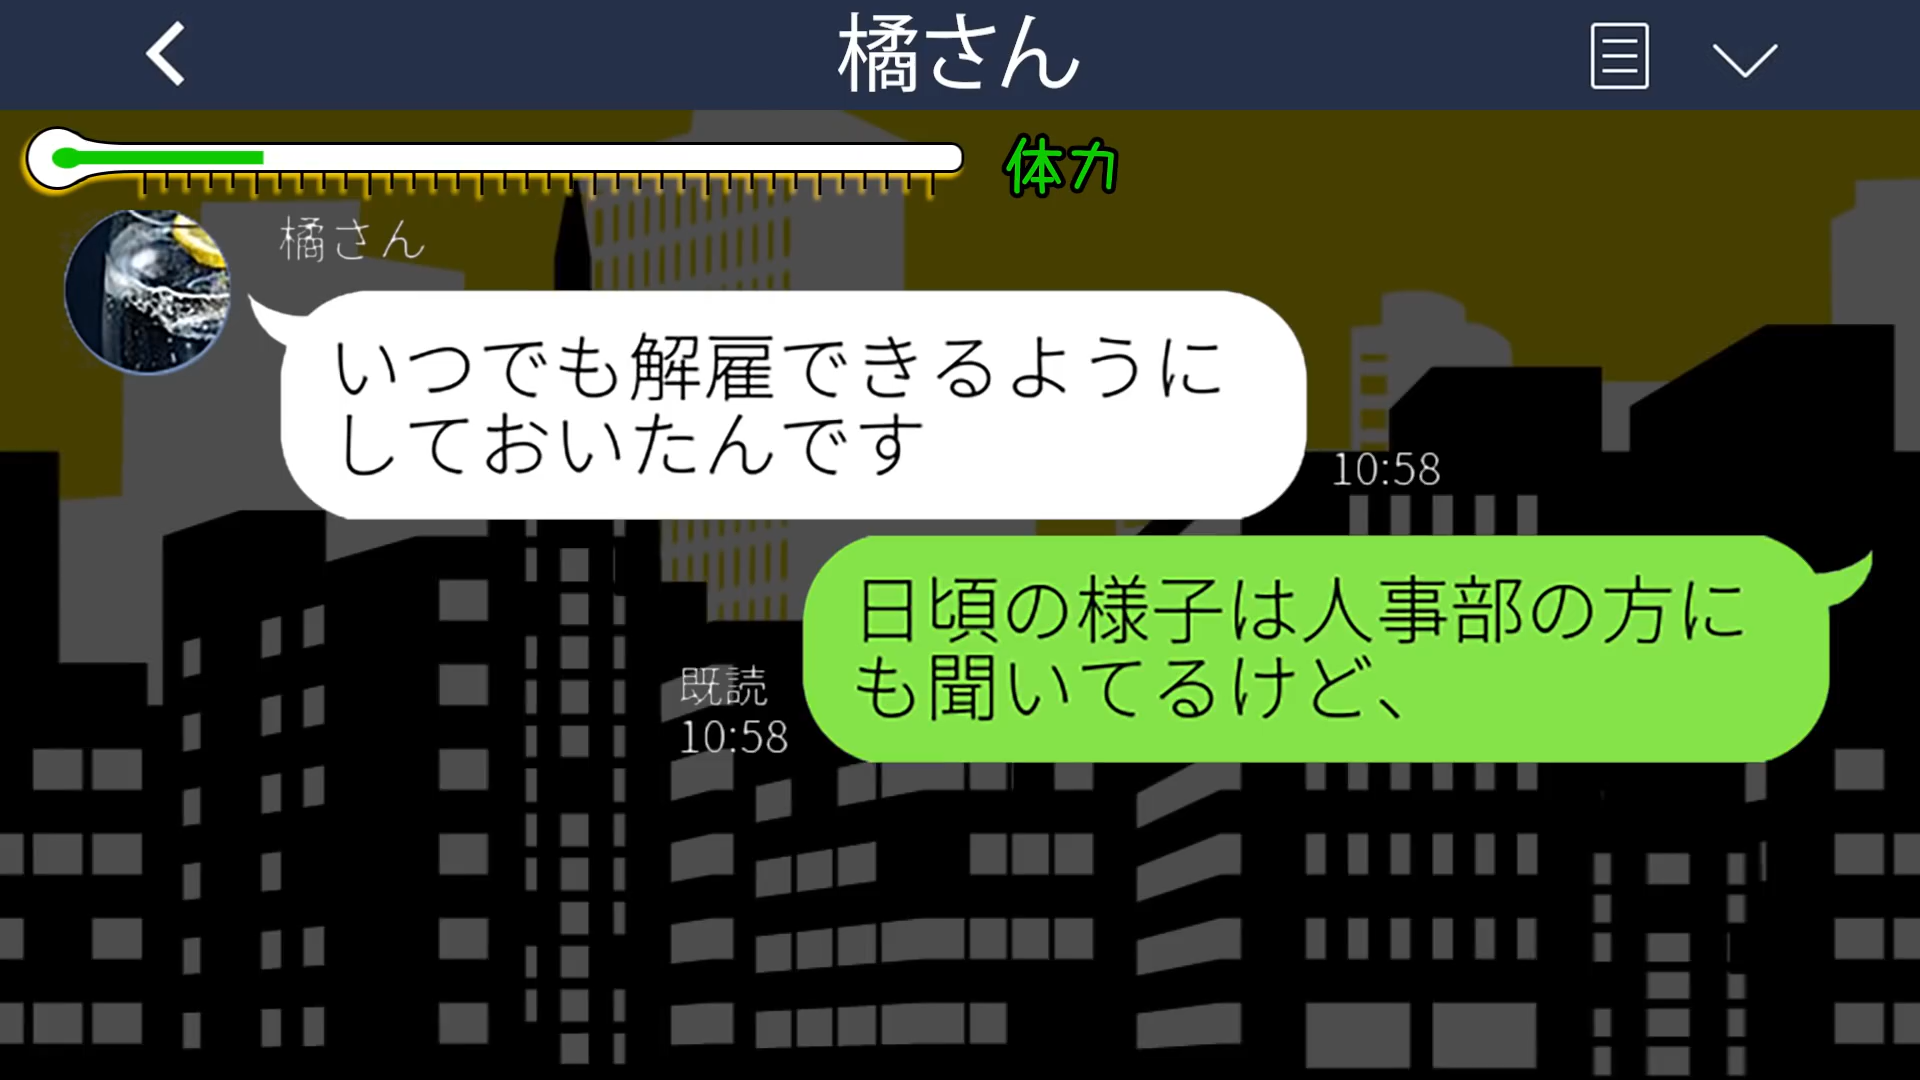 橘さん
体力
橘さん
いつでも解雇できるように
しておいたんです
10:58
日頃の様子は人事部の方に
も聞いてるけど、
既読
10:58